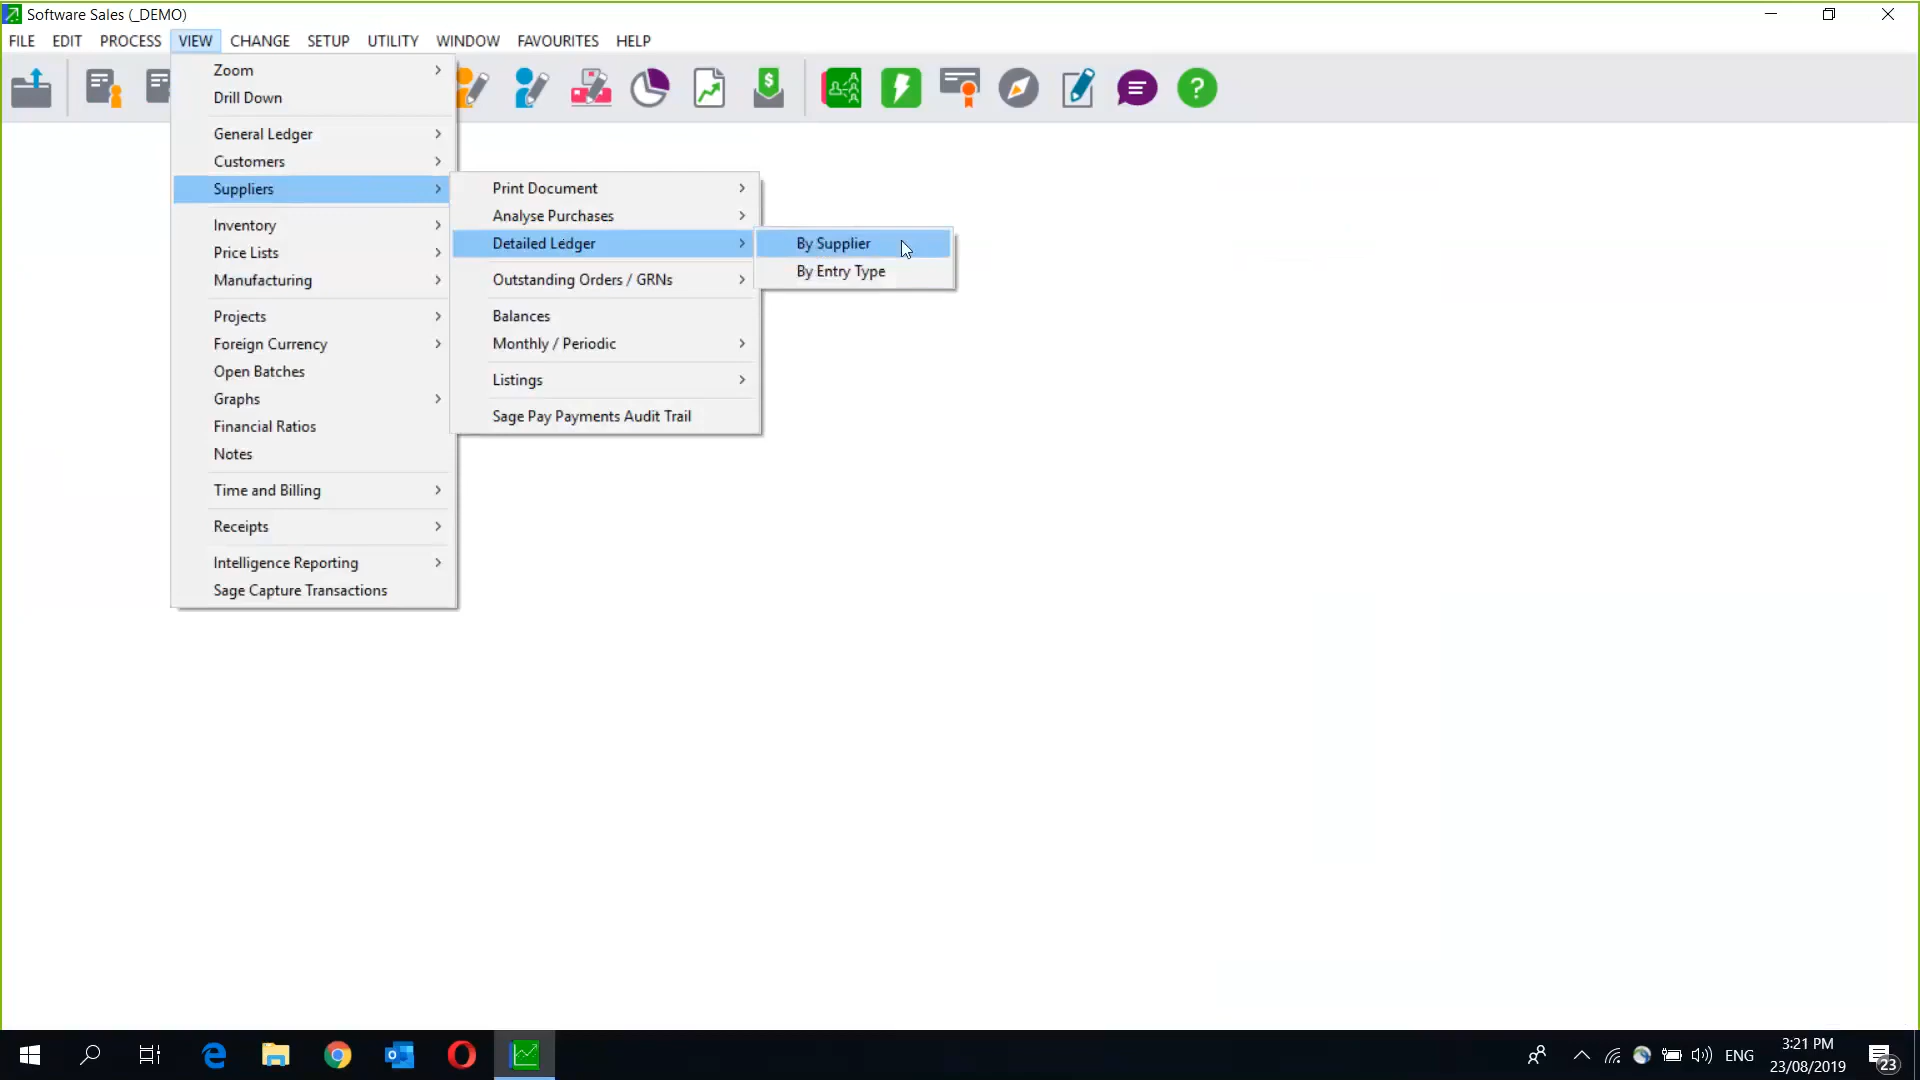 Software Sales (_DEMO)
FILE EDIT PROCESS VIEW CHANGE SETUP UTILITY WINDOW FAVOURITES HELP
Zoom
Drill Down
General Ledger
Customers
Suppliers
Inventory
Price Lists
Manufacturing
Projects
Foreign Currency
Open Batches
Graphs
Financial Ratios
Notes
Time and Billing
Receipts
Intelligence Reporting
Sage Capture Transactions
Print Document
Analyse Purchases
Detailed Ledger
Outstanding Orders / GRNs
Balances
Monthly / Periodic
Listings
Sage Pay Payments Audit Trail
By Supplier
By Entry Type
ENG
3:21 PM
23/08/2019
23